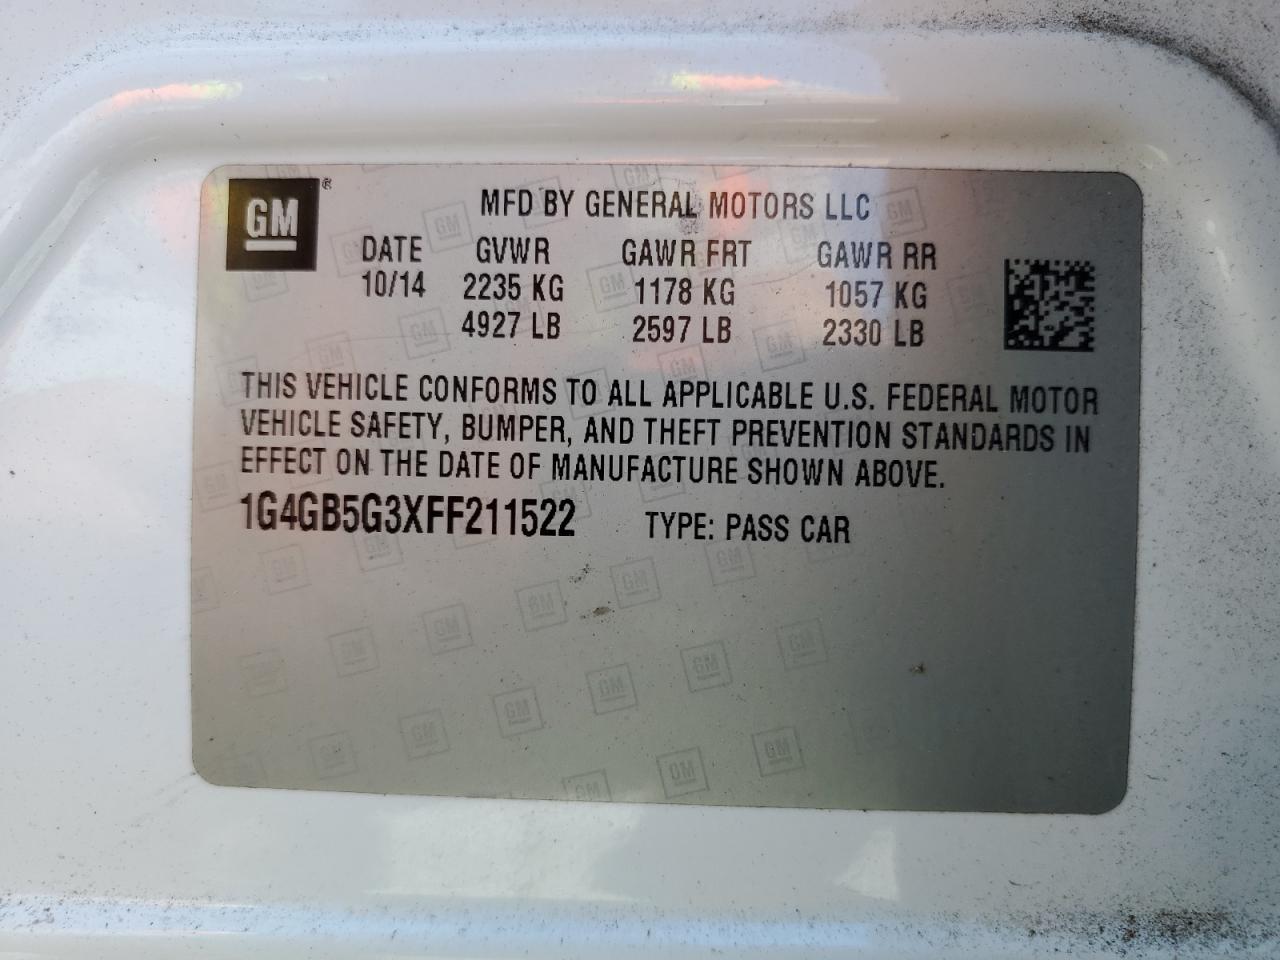 GM ®
MFD BY GENERAL MOTORS LLC
DATE GVWR GAWR FRT GAWR RR
10/14 2235 KG 1178 KG 1057 KG
4927 LB 2597 LB 2330 LB
THIS VEHICLE CONFORMS TO ALL APPLICABLE U.S. FEDERAL MOTOR
VEHICLE SAFETY, BUMPER, AND THEFT PREVENTION STANDARDS IN
EFFECT ON THE DATE OF MANUFACTURE SHOWN ABOVE.
1G4GB5G3XFF211522 TYPE: PASS CAR